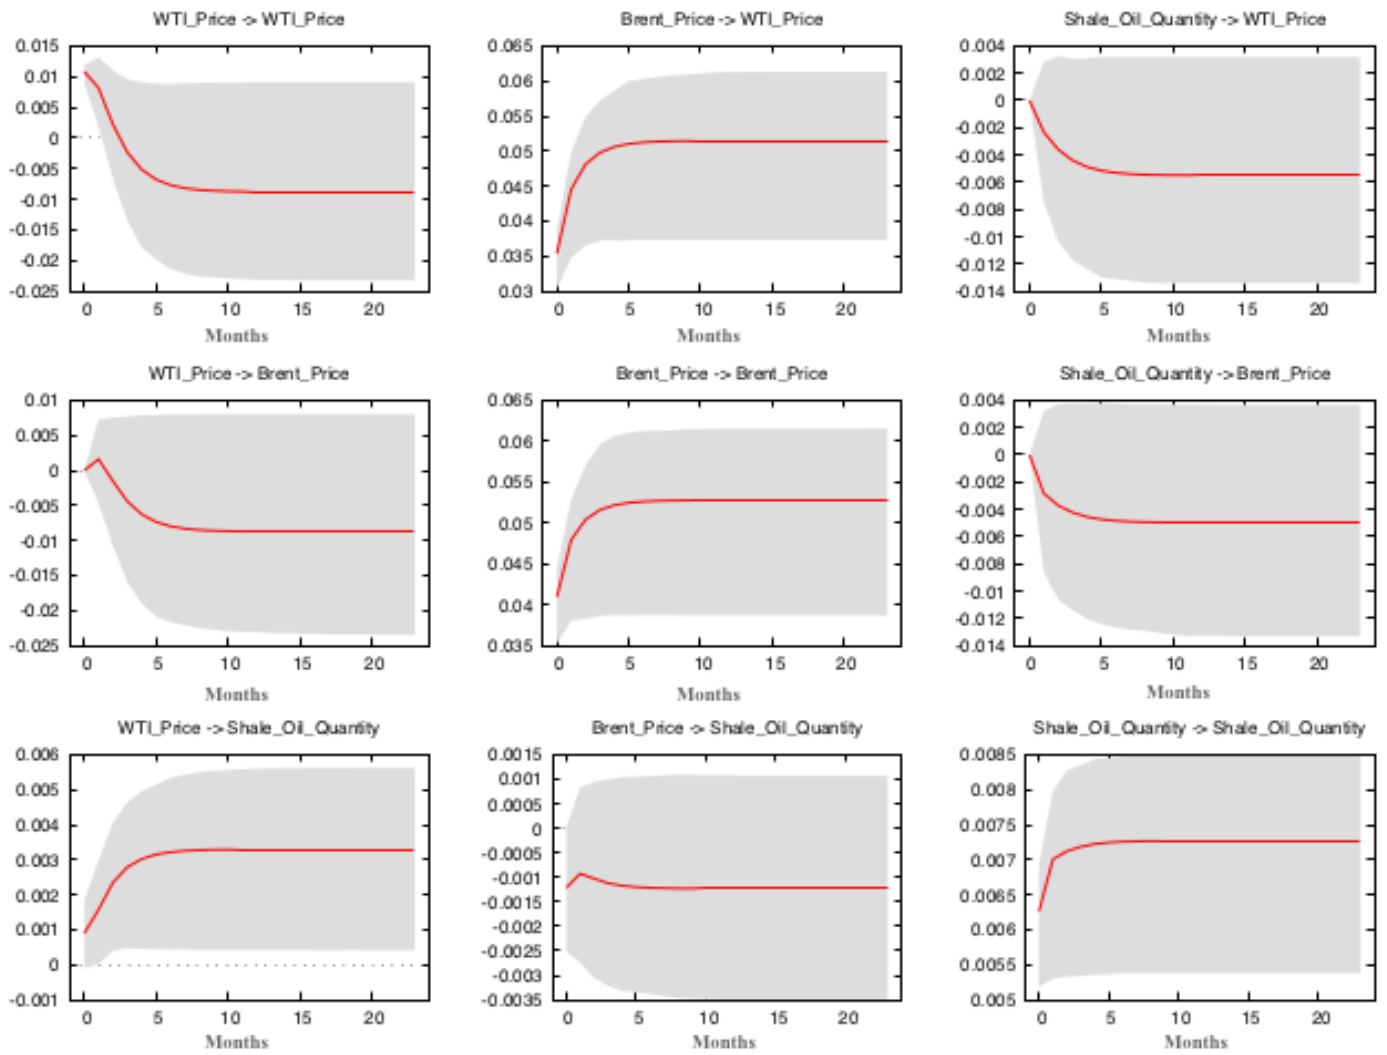 WTI_Price -> WTI_Price
0.015
0.01
0.005
0
-0.005
-0.01
-0.015
-0.02
-0.025
0 5 10 15 20
Months
Brent_Price -> WTI_Price
0.065
0.06
0.055
0.05
0.045
0.04
0.035
0.03
0 5 10 15 20
Months
Shale_Oil_Quantity -> WTI_Price
0.004
0.002
0
-0.002
-0.004
-0.006
-0.008
-0.01
-0.012
-0.014
0 5 10 15 20
Months
WTI_Price -> Brent_Price
0.01
0.005
0
-0.005
-0.01
-0.015
-0.02
-0.025
0 5 10 15 20
Months
Brent_Price -> Brent_Price
0.065
0.06
0.055
0.05
0.045
0.04
0.035
0 5 10 15 20
Months
Shale_Oil_Quantity -> Brent_Price
0.004
0.002
0
-0.002
-0.004
-0.006
-0.008
-0.01
-0.012
-0.014
0 5 10 15 20
Months
WTI_Price -> Shale_Oil_Quantity
0.006
0.005
0.004
0.003
0.002
0.001
0
-0.001
0 5 10 15 20
Months
Brent_Price -> Shale_Oil_Quantity
0.0015
0.001
0.0005
0
-0.0005
-0.001
-0.0015
-0.002
-0.0025
-0.003
-0.0035
0 5 10 15 20
Months
Shale_Oil_Quantity -> Shale_Oil_Quantity
0.0085
0.008
0.0075
0.007
0.0065
0.006
0.0055
0.005
0 5 10 15 20
Months